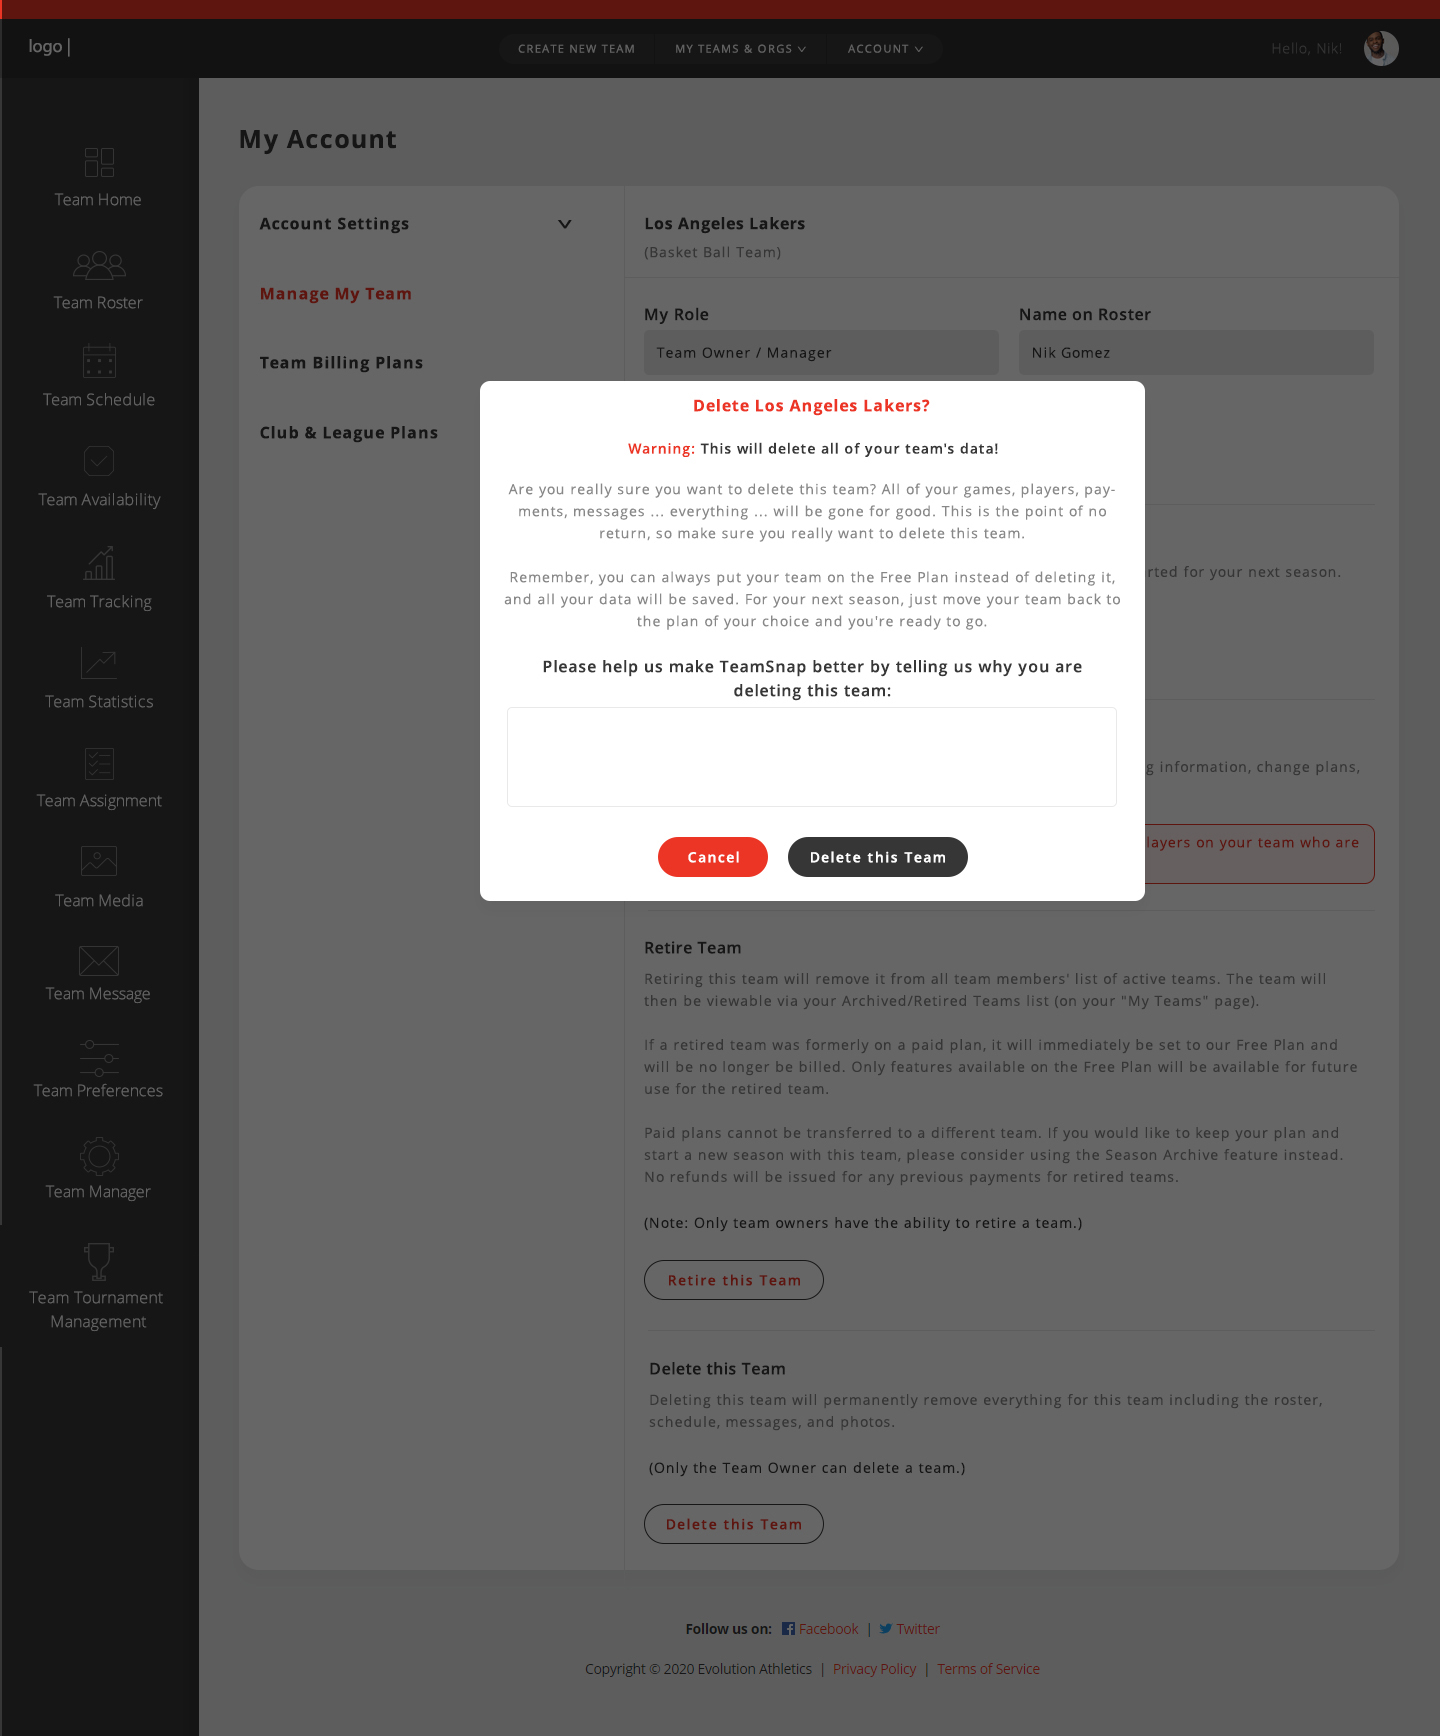 logo |
CREATE NEW TEAM
MY TEAMS & ORGS
ACCOUNT
Hello, Nik!
Team Home
Team Roster
Team Schedule
Team Availability
Team Tracking
Team Statistics
Team Assignment
Team Media
Team Message
Team Preferences
Team Manager
Team Tournament
Management
My Account
Account Settings
Manage My Team
Team Billing Plans
Club & League Plans
Los Angeles Lakers
(Basket Ball Team)
My Role
Team Owner / Manager
Name on Roster
Nik Gomez
Delete Los Angeles Lakers?
Warning: This will delete all of your team's data!
Are you really sure you want to delete this team? All of your games, players, pay-
ments, messages ... everything ... will be gone for good. This is the point of no
return, so make sure you really want to delete this team.
Remember, you can always put your team on the Free Plan instead of deleting it,
and all your data will be saved. For your next season, just move your team back to
the plan of your choice and you're ready to go.
Please help us make TeamSnap better by telling us why you are
deleting this team:
Cancel
Delete this Team
rted for your next season.
g information, change plans,
layers on your team who are
Retire Team
Retiring this team will remove it from all team members' list of active teams. The team will
then be viewable via your Archived/Retired Teams list (on your "My Teams" page).
If a retired team was formerly on a paid plan, it will immediately be set to our Free Plan and
will be no longer be billed. Only features available on the Free Plan will be available for future
use for the retired team.
Paid plans cannot be transferred to a different team. If you would like to keep your plan and
start a new season with this team, please consider using the Season Archive feature instead.
No refunds will be issued for any previous payments for retired teams.
(Note: Only team owners have the ability to retire a team.)
Retire this Team
Delete this Team
Deleting this team will permanently remove everything for this team including the roster,
schedule, messages, and photos.
(Only the Team Owner can delete a team.)
Delete this Team
Follow us on: Facebook | Twitter
Copyright © 2020 Evolution Athletics | Privacy Policy | Terms of Service